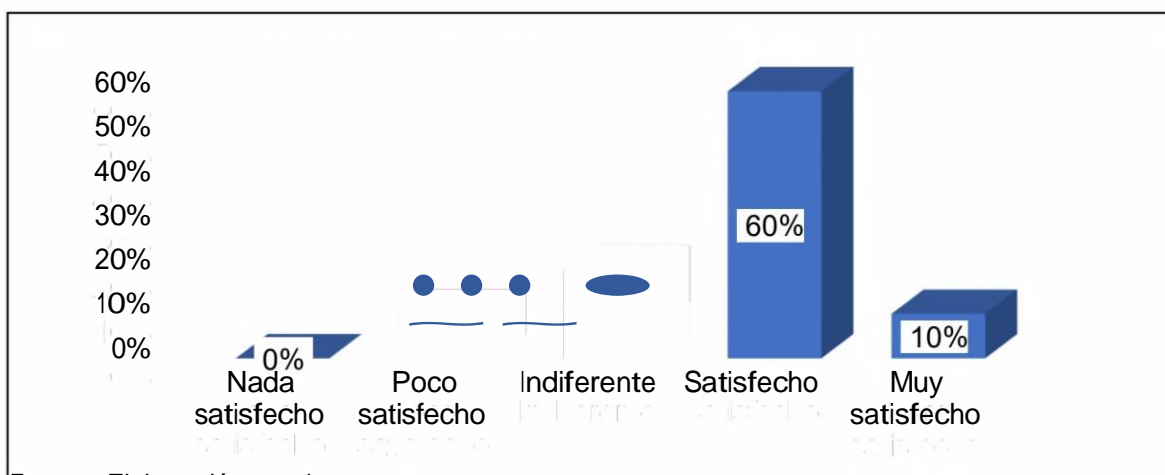 60%
50%
40%
30%
20%
10%
0%
60%
10%
0%
Nada satisfecho
Poco satisfecho
Indiferente
Satisfecho
Muy satisfecho